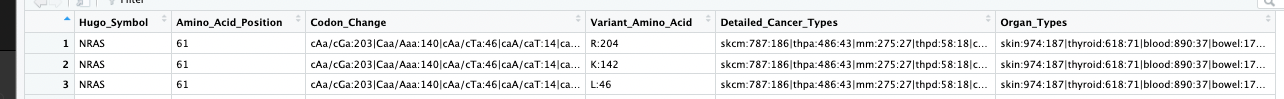 Filter
Hugo_Symbol Amino_Acid_Position Codon_Change Variant_Amino_Acid Detailed_Cancer_Types Organ_Types
1 NRAS 61 cAa/cGa:203|Caa/Aaa:140|cAa/cTa:46|caA/caT:14|ca... R:204 skcm:787:186|thpa:486:43|mm:275:27|thpd:58:18|c... skin:974:187|thyroid:618:71|blood:890:37|bowel:17...
2 NRAS 61 cAa/cGa:203|Caa/Aaa:140|cAa/cTa:46|caA/caT:14|ca... K:142 skcm:787:186|thpa:486:43|mm:275:27|thpd:58:18|c... skin:974:187|thyroid:618:71|blood:890:37|bowel:17...
3 NRAS 61 cAa/cGa:203|Caa/Aaa:140|cAa/cTa:46|caA/caT:14|ca... L:46 skcm:787:186|thpa:486:43|mm:275:27|thpd:58:18|c... skin:974:187|thyroid:618:71|blood:890:37|bowel:17...